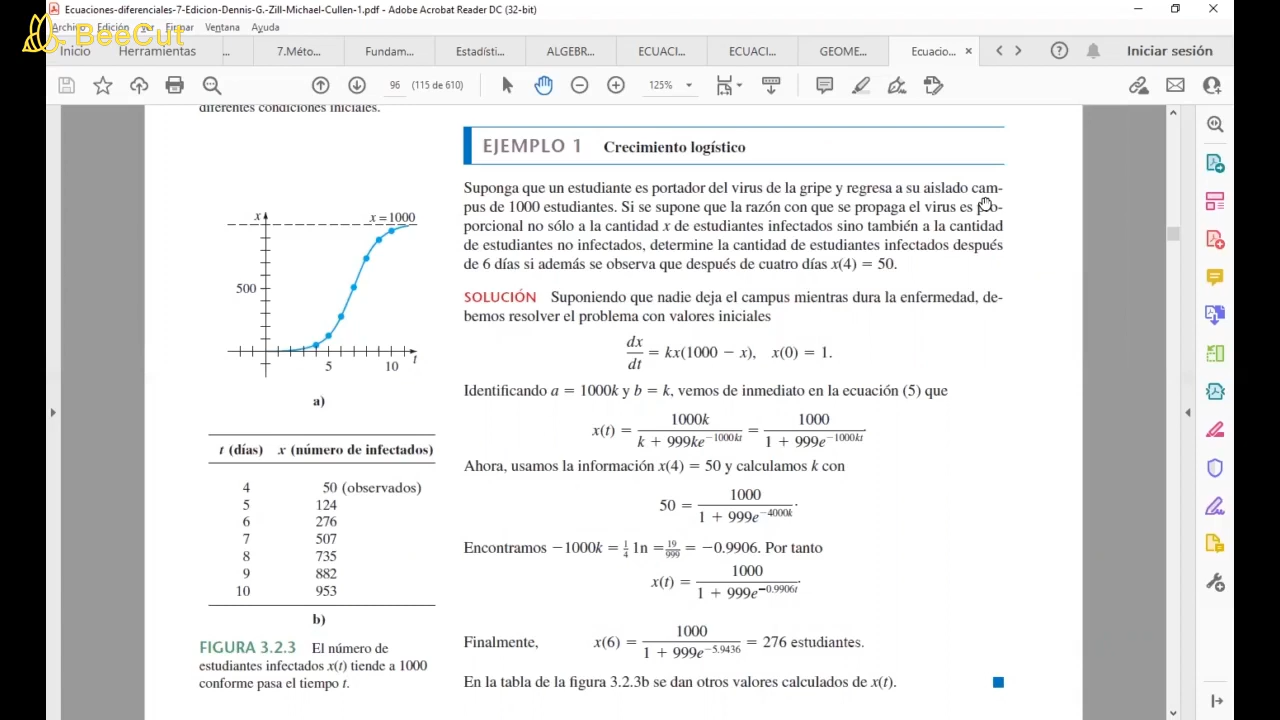 Ecuaciones-diferenciales-7-Edicion-Dennis-G.-Zill-Michael-Cullen-1.pdf - Adobe Acrobat Reader DC (32-bit)
Archivo Edición Ver Firmar Ventana Ayuda
BeeCut
Inicio Herramientas ... 7.Méto... Fundam... Estadísti... ALGEBR... ECUACI... ECUACI... GEOME... Ecuacio... × Iniciar sesión
96 (115 de 610) 125%
diferentes condiciones iniciales.
EJEMPLO 1 Crecimiento logístico
Suponga que un estudiante es portador del virus de la gripe y regresa a su aislado cam-
pus de 1000 estudiantes. Si se supone que la razón con que se propaga el virus es pro-
porcional no sólo a la cantidad x de estudiantes infectados sino también a la cantidad
de estudiantes no infectados, determine la cantidad de estudiantes infectados después
de 6 días si además se observa que después de cuatro días x(4) = 50.
SOLUCIÓN Suponiendo que nadie deja el campus mientras dura la enfermedad, de-
bemos resolver el problema con valores iniciales
dx/dt = kx(1000 − x), x(0) = 1.
Identificando a = 1000k y b = k, vemos de inmediato en la ecuación (5) que
x(t) = 1000k/(k + 999ke^−1000kt) = 1000/(1 + 999e^−1000kt)
Ahora, usamos la información x(4) = 50 y calculamos k con
50 = 1000/(1 + 999e^−4000k).
Encontramos −1000k = 1/4 ln = 19/999 = −0.9906. Por tanto
x(t) = 1000/(1 + 999e^−0.9906t).
Finalmente, x(6) = 1000/(1 + 999e^−5.9436) = 276 estudiantes.
En la tabla de la figura 3.2.3b se dan otros valores calculados de x(t).
x
x = 1000
500
5 10 t
a)
t (días) x (número de infectados)
4 50 (observados)
5 124
6 276
7 507
8 735
9 882
10 953
b)
FIGURA 3.2.3 El número de
estudiantes infectados x(t) tiende a 1000
conforme pasa el tiempo t.